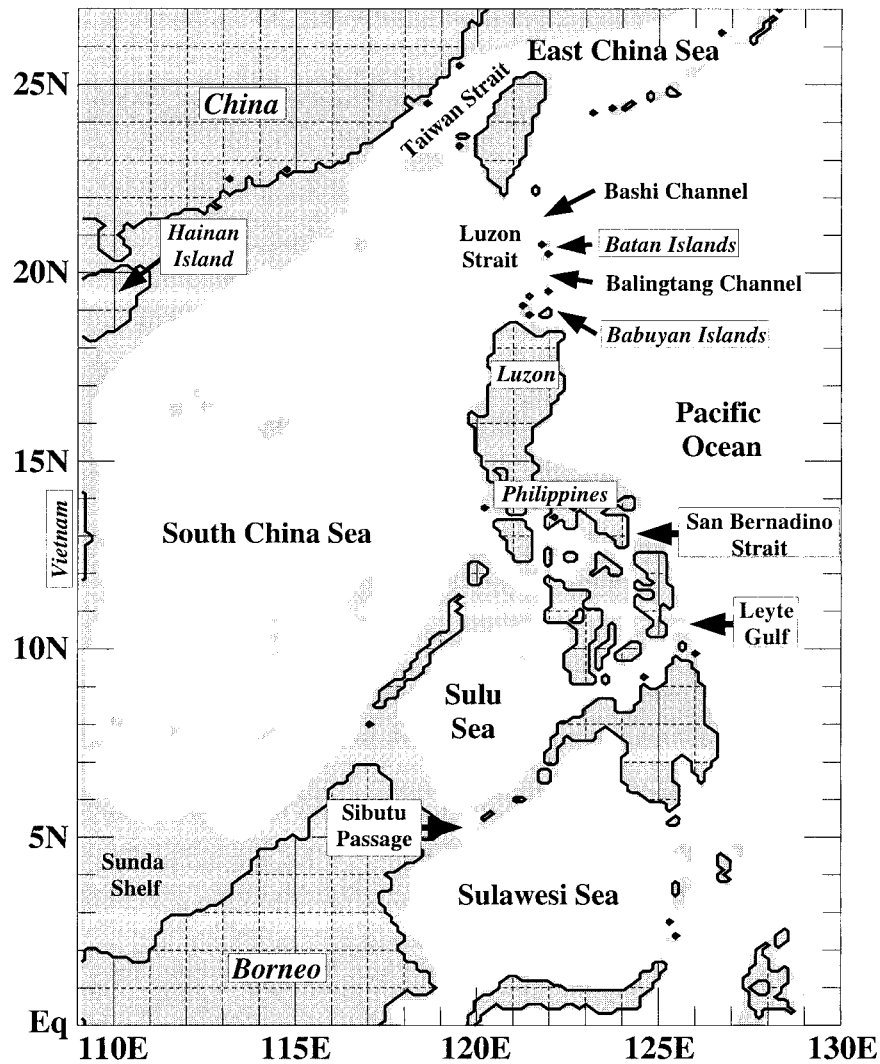 East China Sea
25N
China
Taiwan Strait
Bashi Channel
Hainan
Island
Luzon
Strait
Batan Islands
20N
Balingtang Channel
Babuyan Islands
Luzon
Pacific
Ocean
15N
Philippines
Vietnam
South China Sea
San Bernadino
Strait
Leyte
Gulf
10N
Sulu
Sea
Sibutu
Passage
5N
Sunda
Shelf
Sulawesi Sea
Borneo
Eq
110E 115E 120E 125E 130E